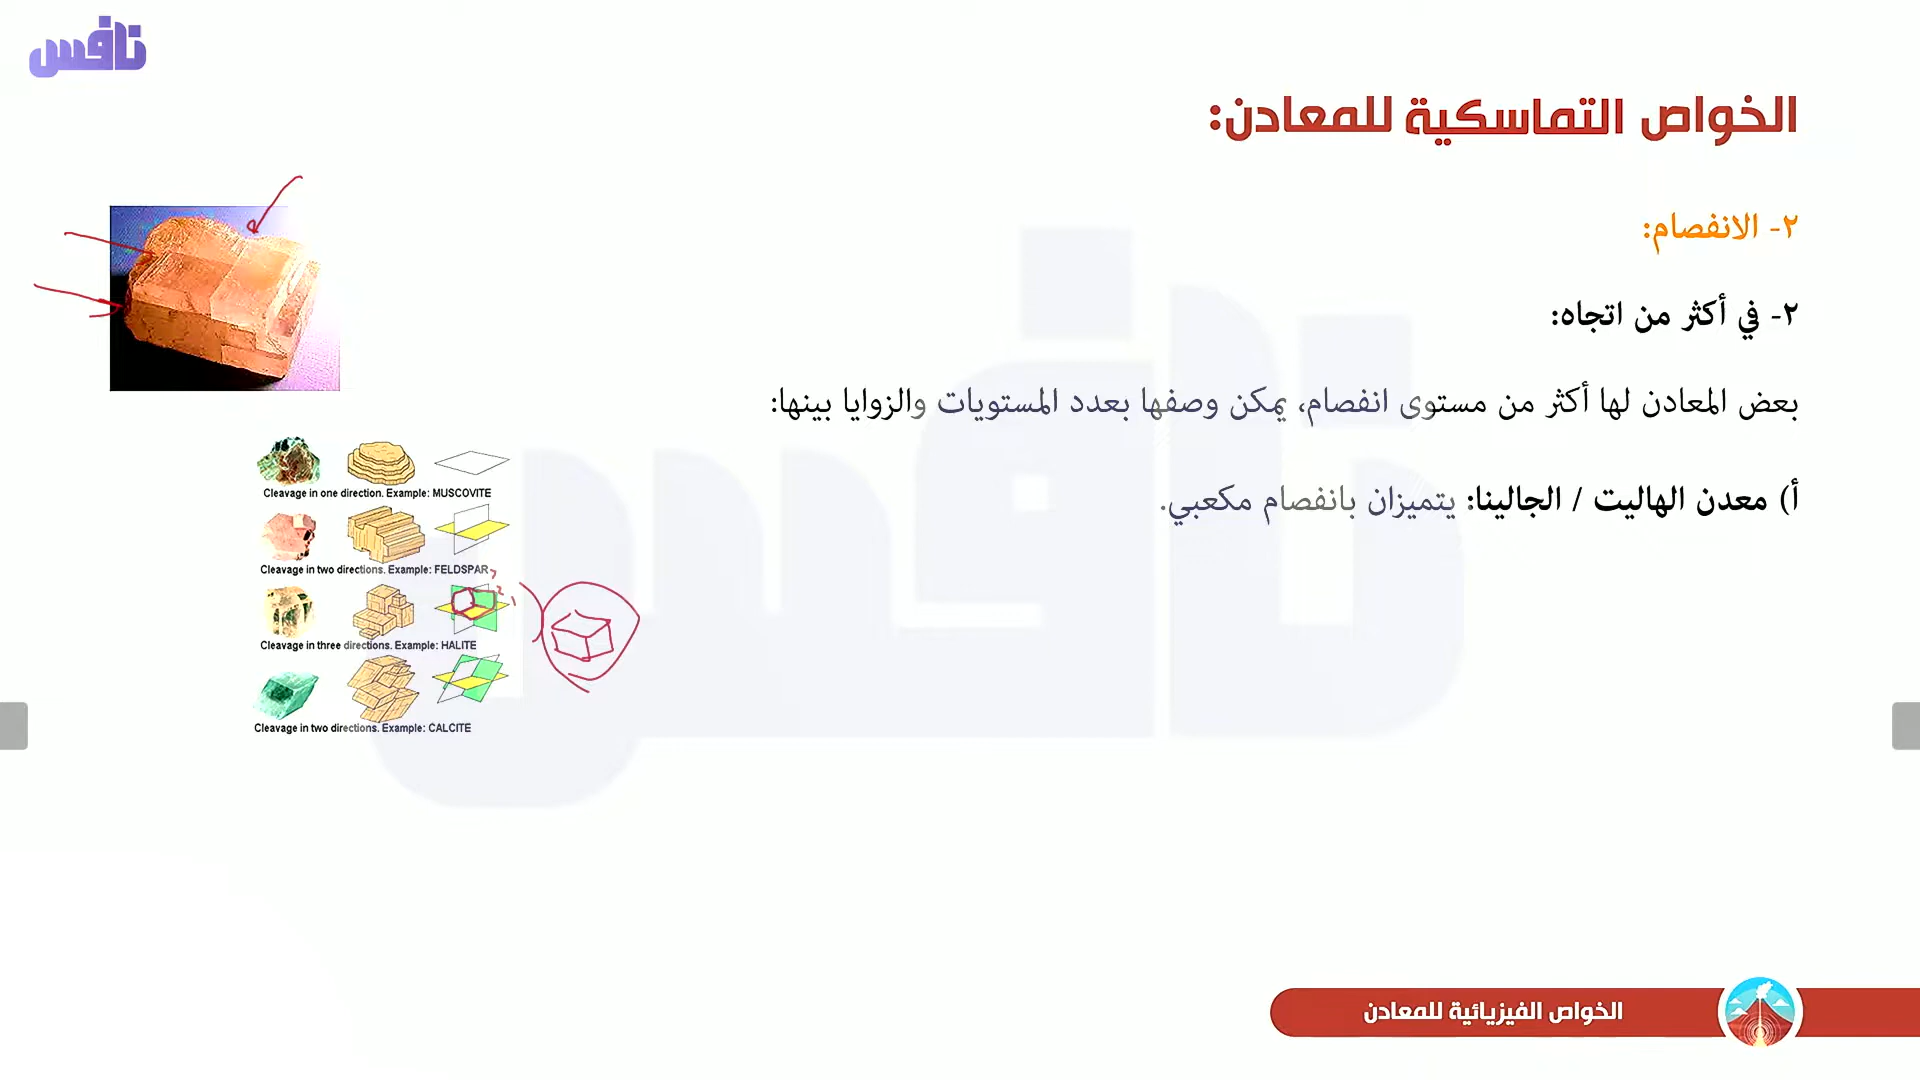 نافس
الخواص التماسكية للمعادن:
٢- الانفصام:
٢- في أكثر من اتجاه:
بعض المعادن لها أكثر من مستوى انفصام، يمكن وصفها بعدد المستويات والزوايا بينها:
أ) معدن الهاليت / الجالينا: يتميزان بانفصام مكعبي.
Cleavage in one direction. Example: MUSCOVITE
Cleavage in two directions. Example: FELDSPAR
Cleavage in three directions. Example: HALITE
Cleavage in two directions. Example: CALCITE
الخواص الفيزيائية للمعادن